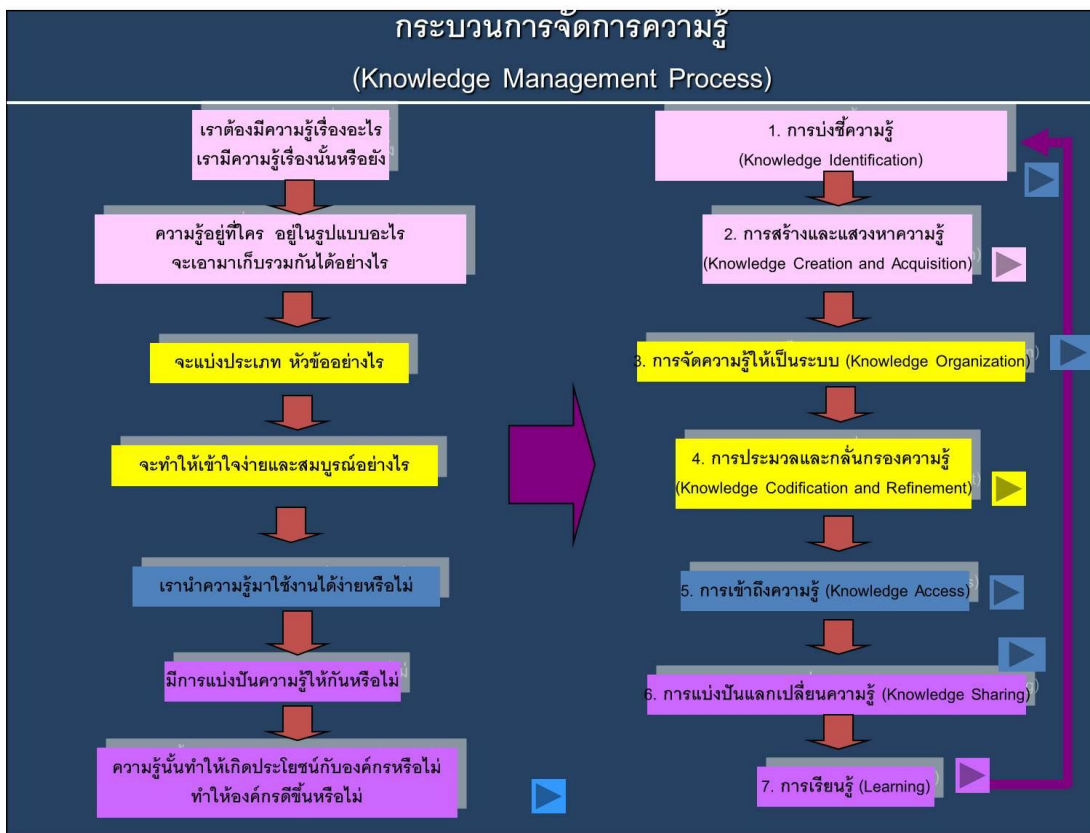 กระบวนการจัดการความรู้
(Knowledge Management Process)
เราต้องมีความรู้เรื่องอะไร
เรามีความรู้เรื่องนั้นหรือยัง
ความรู้อยู่ที่ใคร อยู่ในรูปแบบอะไร
จะเอามาเก็บรวมกันได้อย่างไร
จะแบ่งประเภท หัวข้ออย่างไร
จะทำให้เข้าใจง่ายและสมบูรณ์อย่างไร
เรานำความรู้มาใช้งานได้ง่ายหรือไม่
มีการแบ่งปันความรู้ให้กันหรือไม่
ความรู้นั้นทำให้เกิดประโยชน์กับองค์กรหรือไม่
ทำให้องค์กรดีขึ้นหรือไม่
1. การบ่งชี้ความรู้
(Knowledge Identification)
2. การสร้างและแสวงหาความรู้
(Knowledge Creation and Acquisition)
3. การจัดความรู้ให้เป็นระบบ (Knowledge Organization)
4. การประมวลและกลั่นกรองความรู้
(Knowledge Codification and Refinement)
5. การเข้าถึงความรู้ (Knowledge Access)
6. การแบ่งปันแลกเปลี่ยนความรู้ (Knowledge Sharing)
7. การเรียนรู้ (Learning)